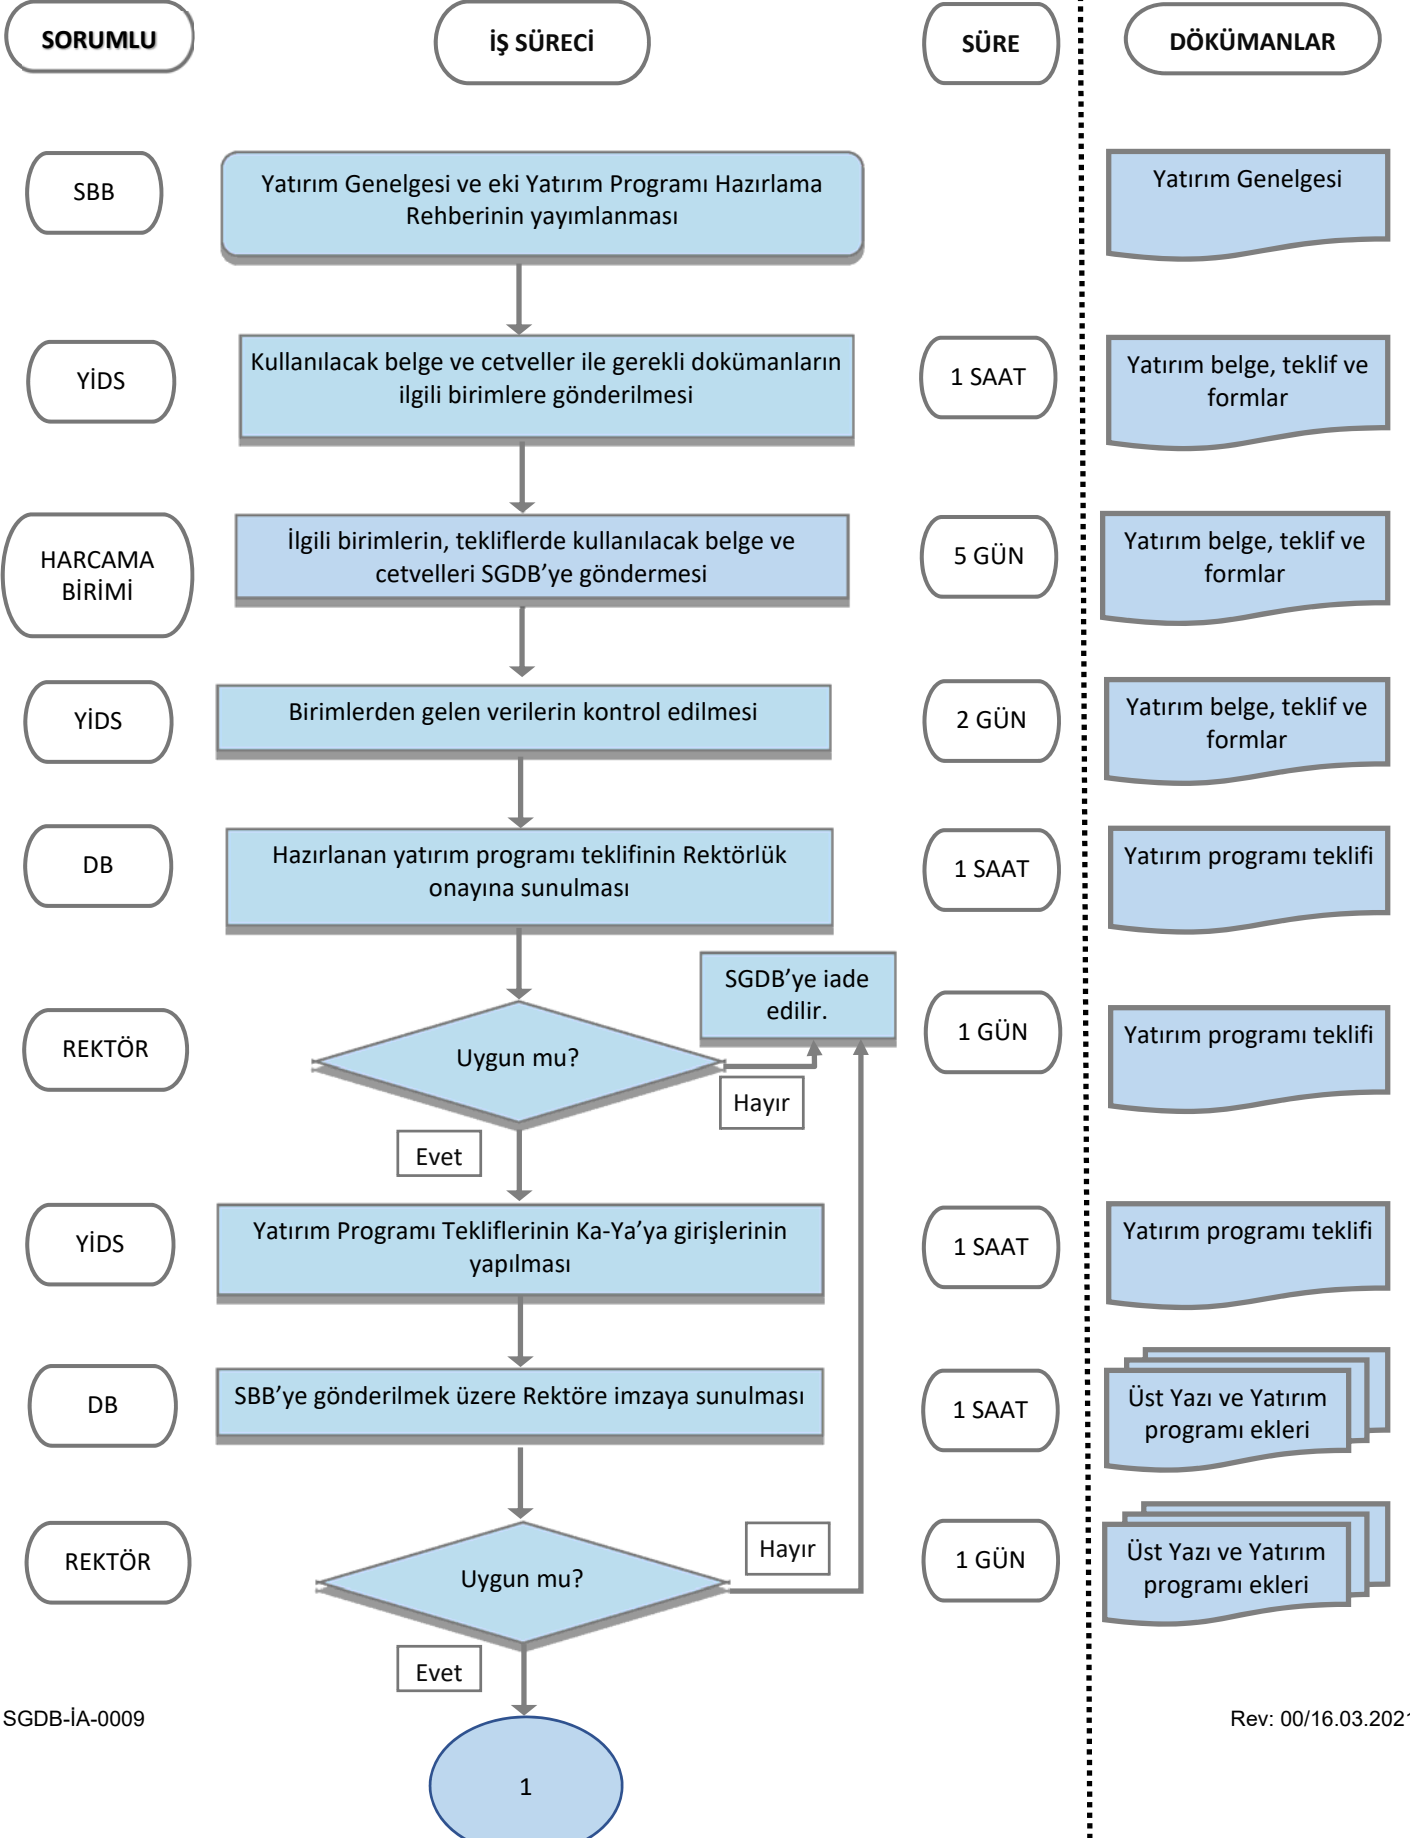 SORUMLU
İŞ SÜRECİ
SÜRE
DÖKÜMANLAR
SBB
Yatırım Genelgesi ve eki Yatırım Programı Hazırlama
Rehberinin yayımlanması
Yatırım Genelgesi
YİDS
Kullanılacak belge ve cetveller ile gerekli dokümanların
ilgili birimlere gönderilmesi
1 SAAT
Yatırım belge, teklif ve
formlar
HARCAMA
BİRİMİ
İlgili birimlerin, tekliflerde kullanılacak belge ve
cetvelleri SGDB’ye göndermesi
5 GÜN
Yatırım belge, teklif ve
formlar
YİDS
Birimlerden gelen verilerin kontrol edilmesi
2 GÜN
Yatırım belge, teklif ve
formlar
DB
Hazırlanan yatırım programı teklifinin Rektörlük
onayına sunulması
1 SAAT
Yatırım programı teklifi
SGDB’ye iade
edilir.
REKTÖR
Uygun mu?
1 GÜN
Yatırım programı teklifi
Hayır
Evet
YİDS
Yatırım Programı Tekliflerinin Ka-Ya’ya girişlerinin
yapılması
1 SAAT
Yatırım programı teklifi
DB
SBB’ye gönderilmek üzere Rektöre imzaya sunulması
1 SAAT
Üst Yazı ve Yatırım
programı ekleri
REKTÖR
Uygun mu?
Hayır
1 GÜN
Üst Yazı ve Yatırım
programı ekleri
Evet
SGDB-İA-0009
Rev: 00/16.03.2021
1